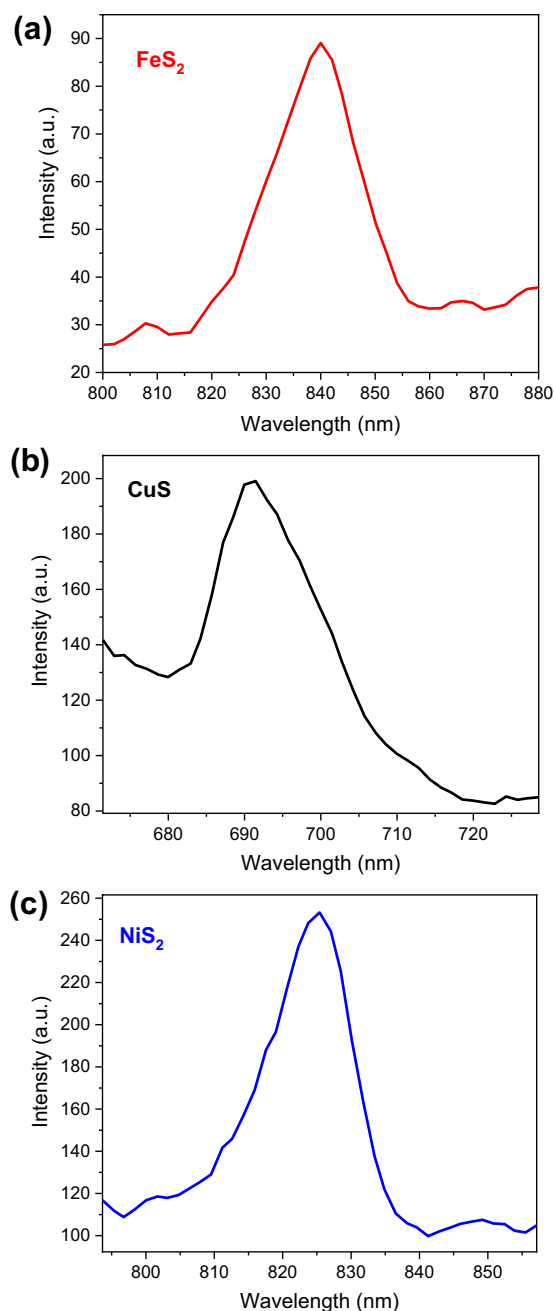 (a)
FeS₂
90
80
70
60
50
40
30
20
Intensity (a.u.)
800 810 820 830 840 850 860 870 880
Wavelength (nm)
(b)
CuS
200
180
160
140
120
100
80
Intensity (a.u.)
680 690 700 710 720
Wavelength (nm)
(c)
NiS₂
260
240
220
200
180
160
140
120
100
Intensity (a.u.)
800 810 820 830 840 850
Wavelength (nm)